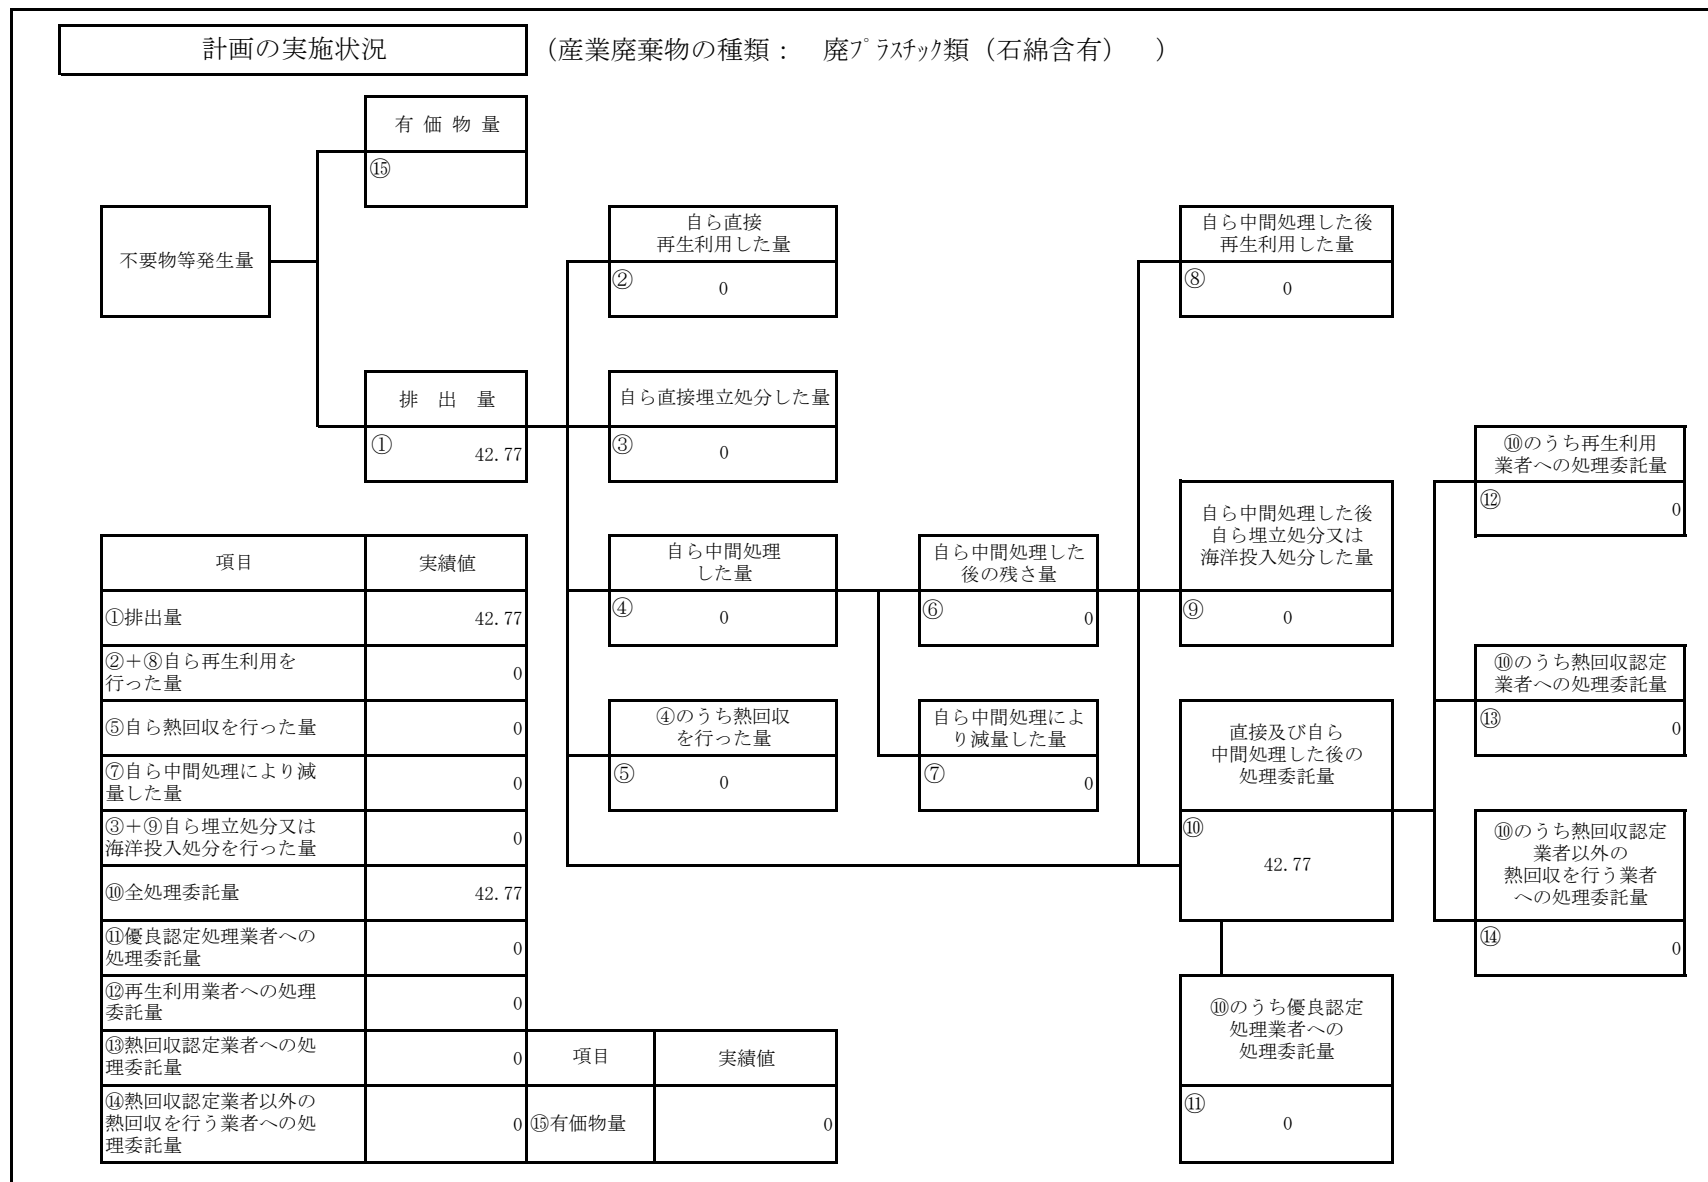 計画の実施状況
（産業廃棄物の種類： 廃ﾌﾟﾗｽﾁｯｸ類（石綿含有） ）
有価物量
⑮
不要物等発生量
排出量
①
42.77
自ら直接
再生利用した量
②
0
自ら直接埋立処分した量
③
0
自ら中間処理
した量
④
0
④のうち熱回収
を行った量
⑤
0
自ら中間処理した
後の残さ量
⑥
0
自ら中間処理によ
り減量した量
⑦
0
自ら中間処理した後
再生利用した量
⑧
0
自ら中間処理した後
自ら埋立処分又は
海洋投入処分した量
⑨
0
直接及び自ら
中間処理した後の
処理委託量
⑩
42.77
⑩のうち優良認定
処理業者への
処理委託量
⑪
0
⑩のうち再生利用
業者への処理委託量
⑫
0
⑩のうち熱回収認定
業者への処理委託量
⑬
0
⑩のうち熱回収認定
業者以外の
熱回収を行う業者
への処理委託量
⑭
0
項目 実績値
①排出量 42.77
②＋⑧自ら再生利用を
行った量 0
⑤自ら熱回収を行った量 0
⑦自ら中間処理により減
量した量 0
③＋⑨自ら埋立処分又は
海洋投入処分を行った量 0
⑩全処理委託量 42.77
⑪優良認定処理業者への
処理委託量 0
⑫再生利用業者への処理
委託量 0
⑬熱回収認定業者への処
理委託量 0
⑭熱回収認定業者以外の
熱回収を行う業者への処
理委託量 0
項目 実績値
⑮有価物量 0